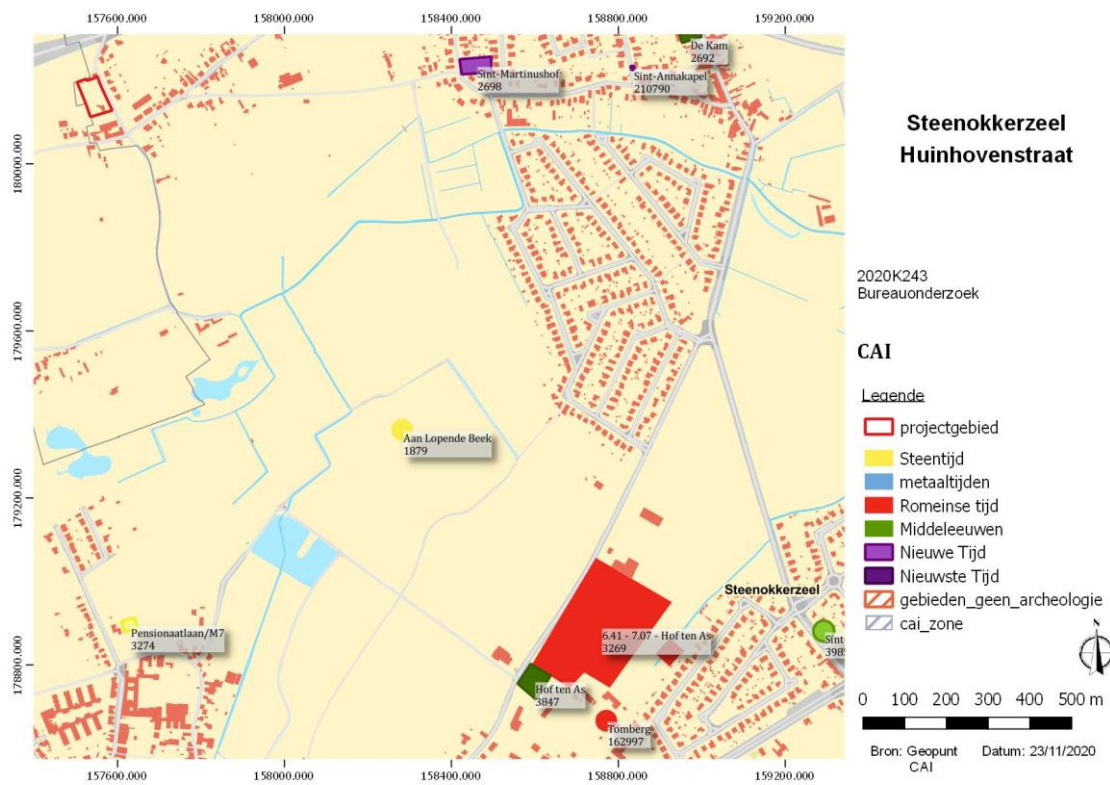 157600.000 158000.000 158400.000 158800.000 159200.000
De Kam
2692
Sint-Martinushof
2698
Sint-Annakapel
210790
180000.000
179600.000
179200.000
178800.000
Aan Lopende Beek
1879
Steenokkerzeel
Pensionaatlaan/M7
3274
6.41 - 7.07 - Hof ten As
3269
Sint-
3985
Hof ten As
3847
Tomberg
162997
157600.000 158000.000 158400.000 158800.000 159200.000
Steenokkerzeel
Huinhovenstraat
2020K243
Bureauonderzoek
CAI
Legende
projectgebied
Steentijd
metaaltijden
Romeinse tijd
Middeleeuwen
Nieuwe Tijd
Nieuwste Tijd
gebieden_geen_archeologie
cai_zone
N
0 100 200 300 400 500 m
Bron: Geopunt Datum: 23/11/2020
CAI